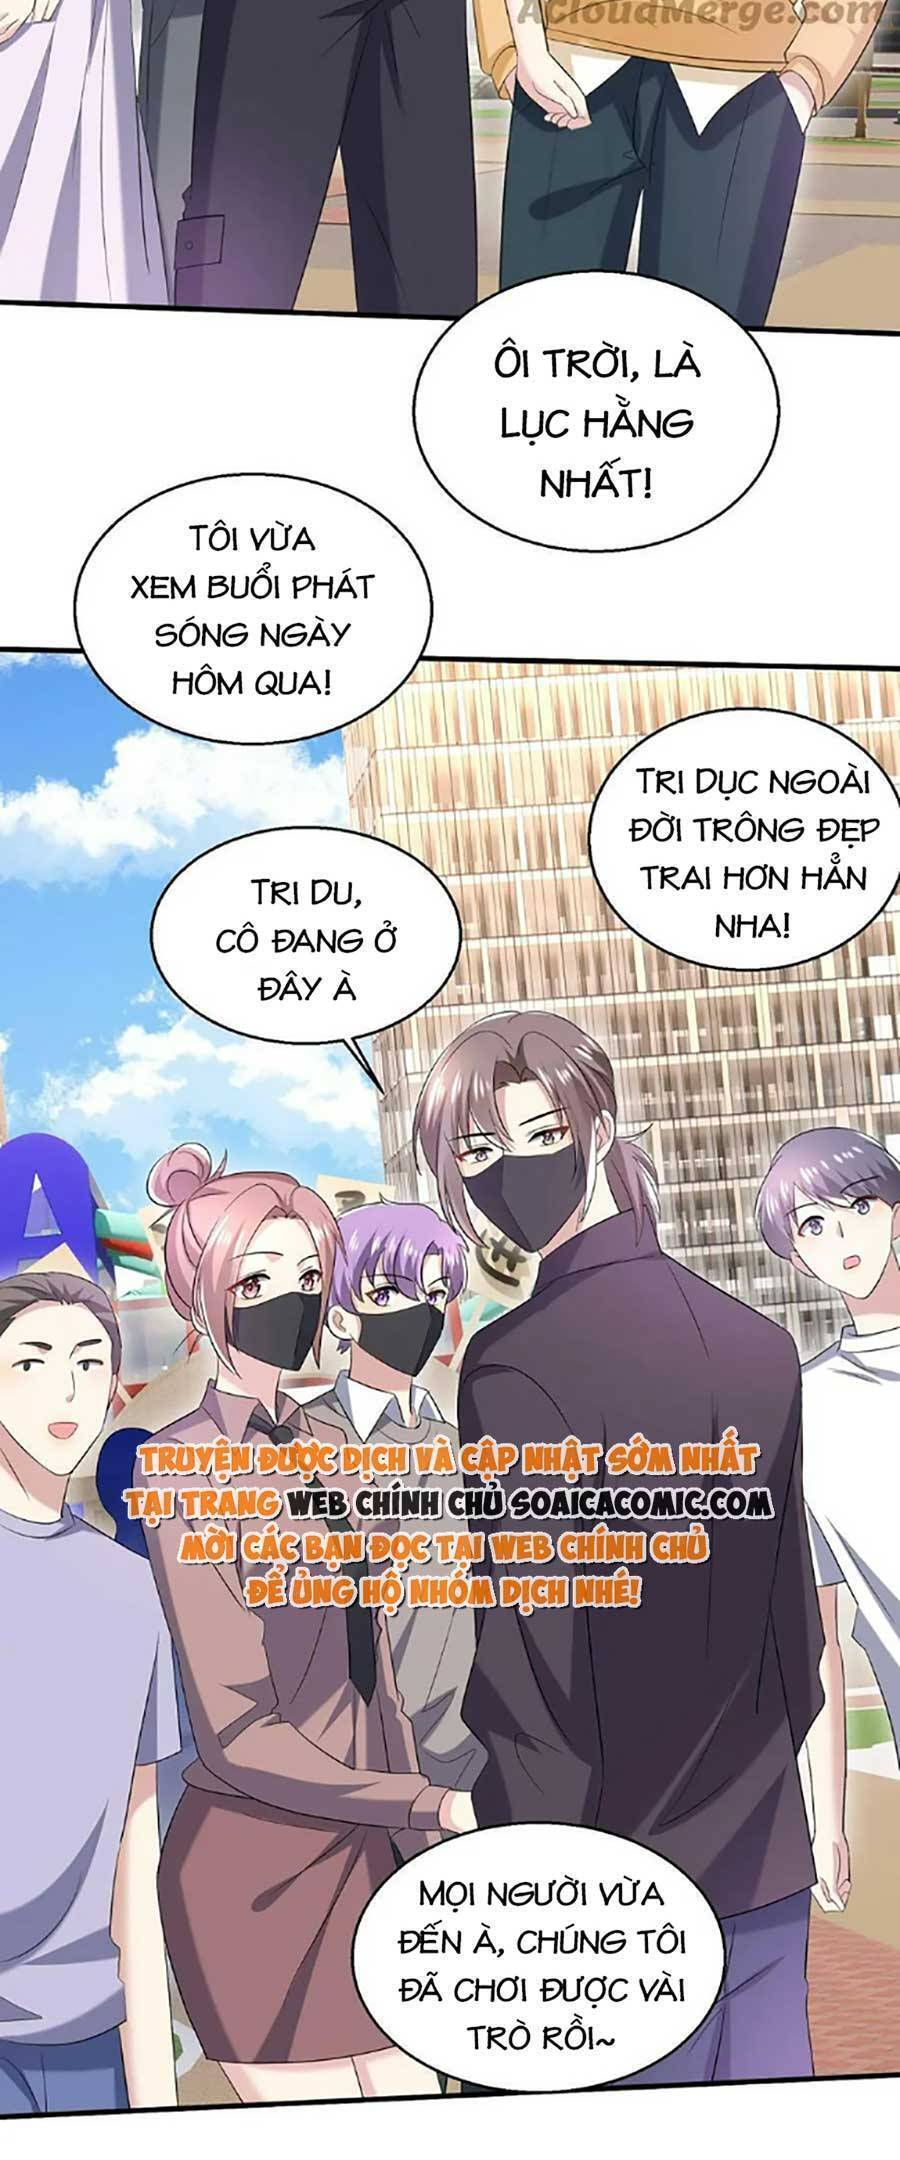 AcloudMerge.com
ÔI TRỜI, LÀ
LỤC HẰNG
NHẤT!
TÔI VỪA
XEM BUỔI PHÁT
SÓNG NGÀY
HÔM QUA!
TRI DỤC NGOÀI
ĐỜI TRÔNG ĐẸP
TRAI HƠN HẲN
NHA!
TRI DU,
CÔ ĐANG Ở
ĐÂY À
A
TRUYỆN ĐƯỢC DỊCH VÀ CẬP NHẬT SỚM NHẤT
TẠI TRANG WEB CHÍNH CHỦ SOAICACOMIC.COM
MỜI CÁC BẠN ĐỌC TẠI WEB CHÍNH CHỦ
ĐỂ ỦNG HỘ NHÓM DỊCH NHÉ!
MỌI NGƯỜI VỪA
ĐẾN À, CHÚNG TÔI
ĐÃ CHƠI ĐƯỢC VÀI
TRÒ RỒI~